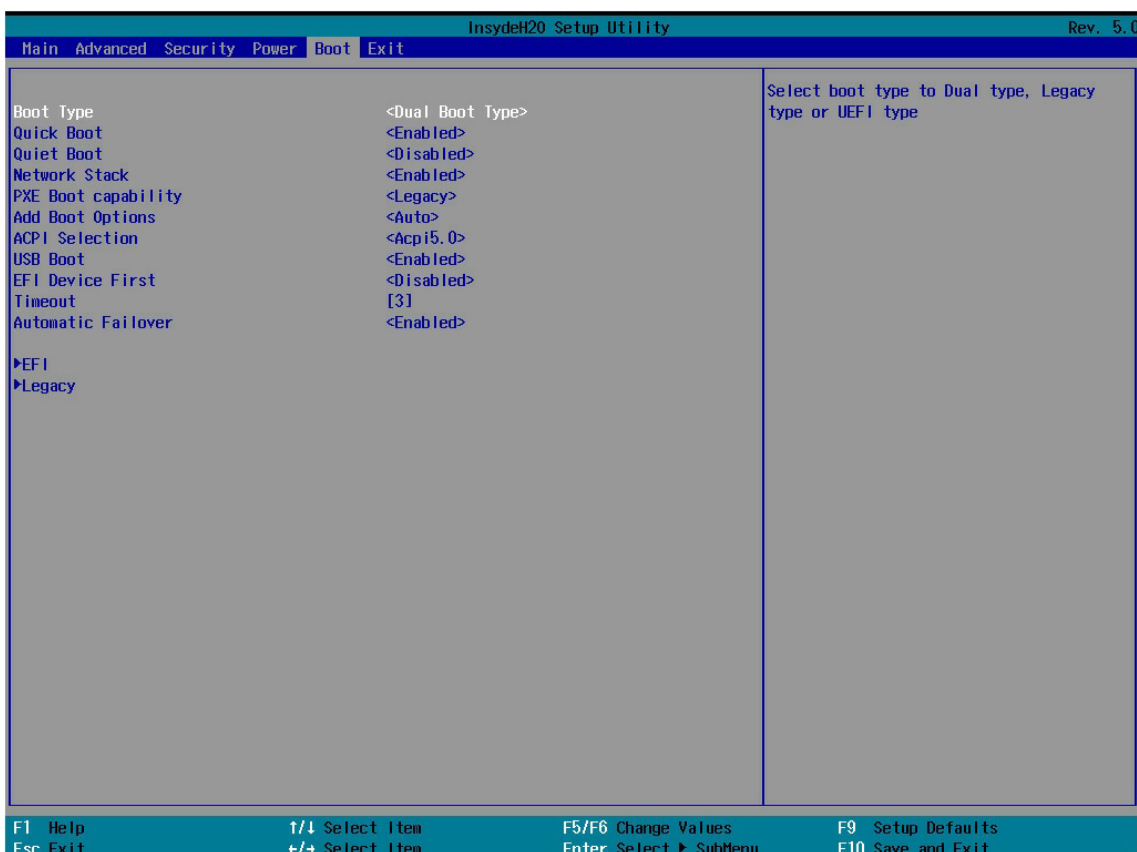 InsydeH2O Setup Utility Rev. 5.0
Main Advanced Security Power Boot Exit
Select boot type to Dual type, Legacy
Boot Type <Dual Boot Type> type or UEFI type
Quick Boot <Enabled>
Quiet Boot <Disabled>
Network Stack <Enabled>
PXE Boot capability <Legacy>
Add Boot Options <Auto>
ACPI Selection <Acpi5.0>
USB Boot <Enabled>
EFI Device First <Disabled>
Timeout [3]
Automatic Failover <Enabled>
▶EFI
▶Legacy
F1 Help ↑/↓ Select Item F5/F6 Change Values F9 Setup Defaults
Esc Exit ←/→ Select Item Enter Select ▶ SubMenu F10 Save and Exit